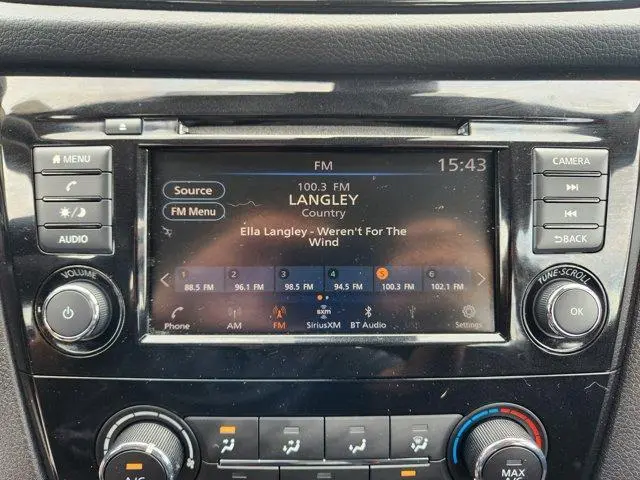 MENU
AUDIO
VOLUME
FM
15:43
Source
FM Menu
100.3 FM
LANGLEY
Country
Ella Langley - Weren't For The
Wind
1 2 3 4 5 6
88.5 FM 96.1 FM 98.5 FM 94.5 FM 100.3 FM 102.1 FM
Phone AM FM SXM SiriusXM BT Audio Settings
CAMERA
BACK
TUNE·SCROLL
OK
MAX
A/C